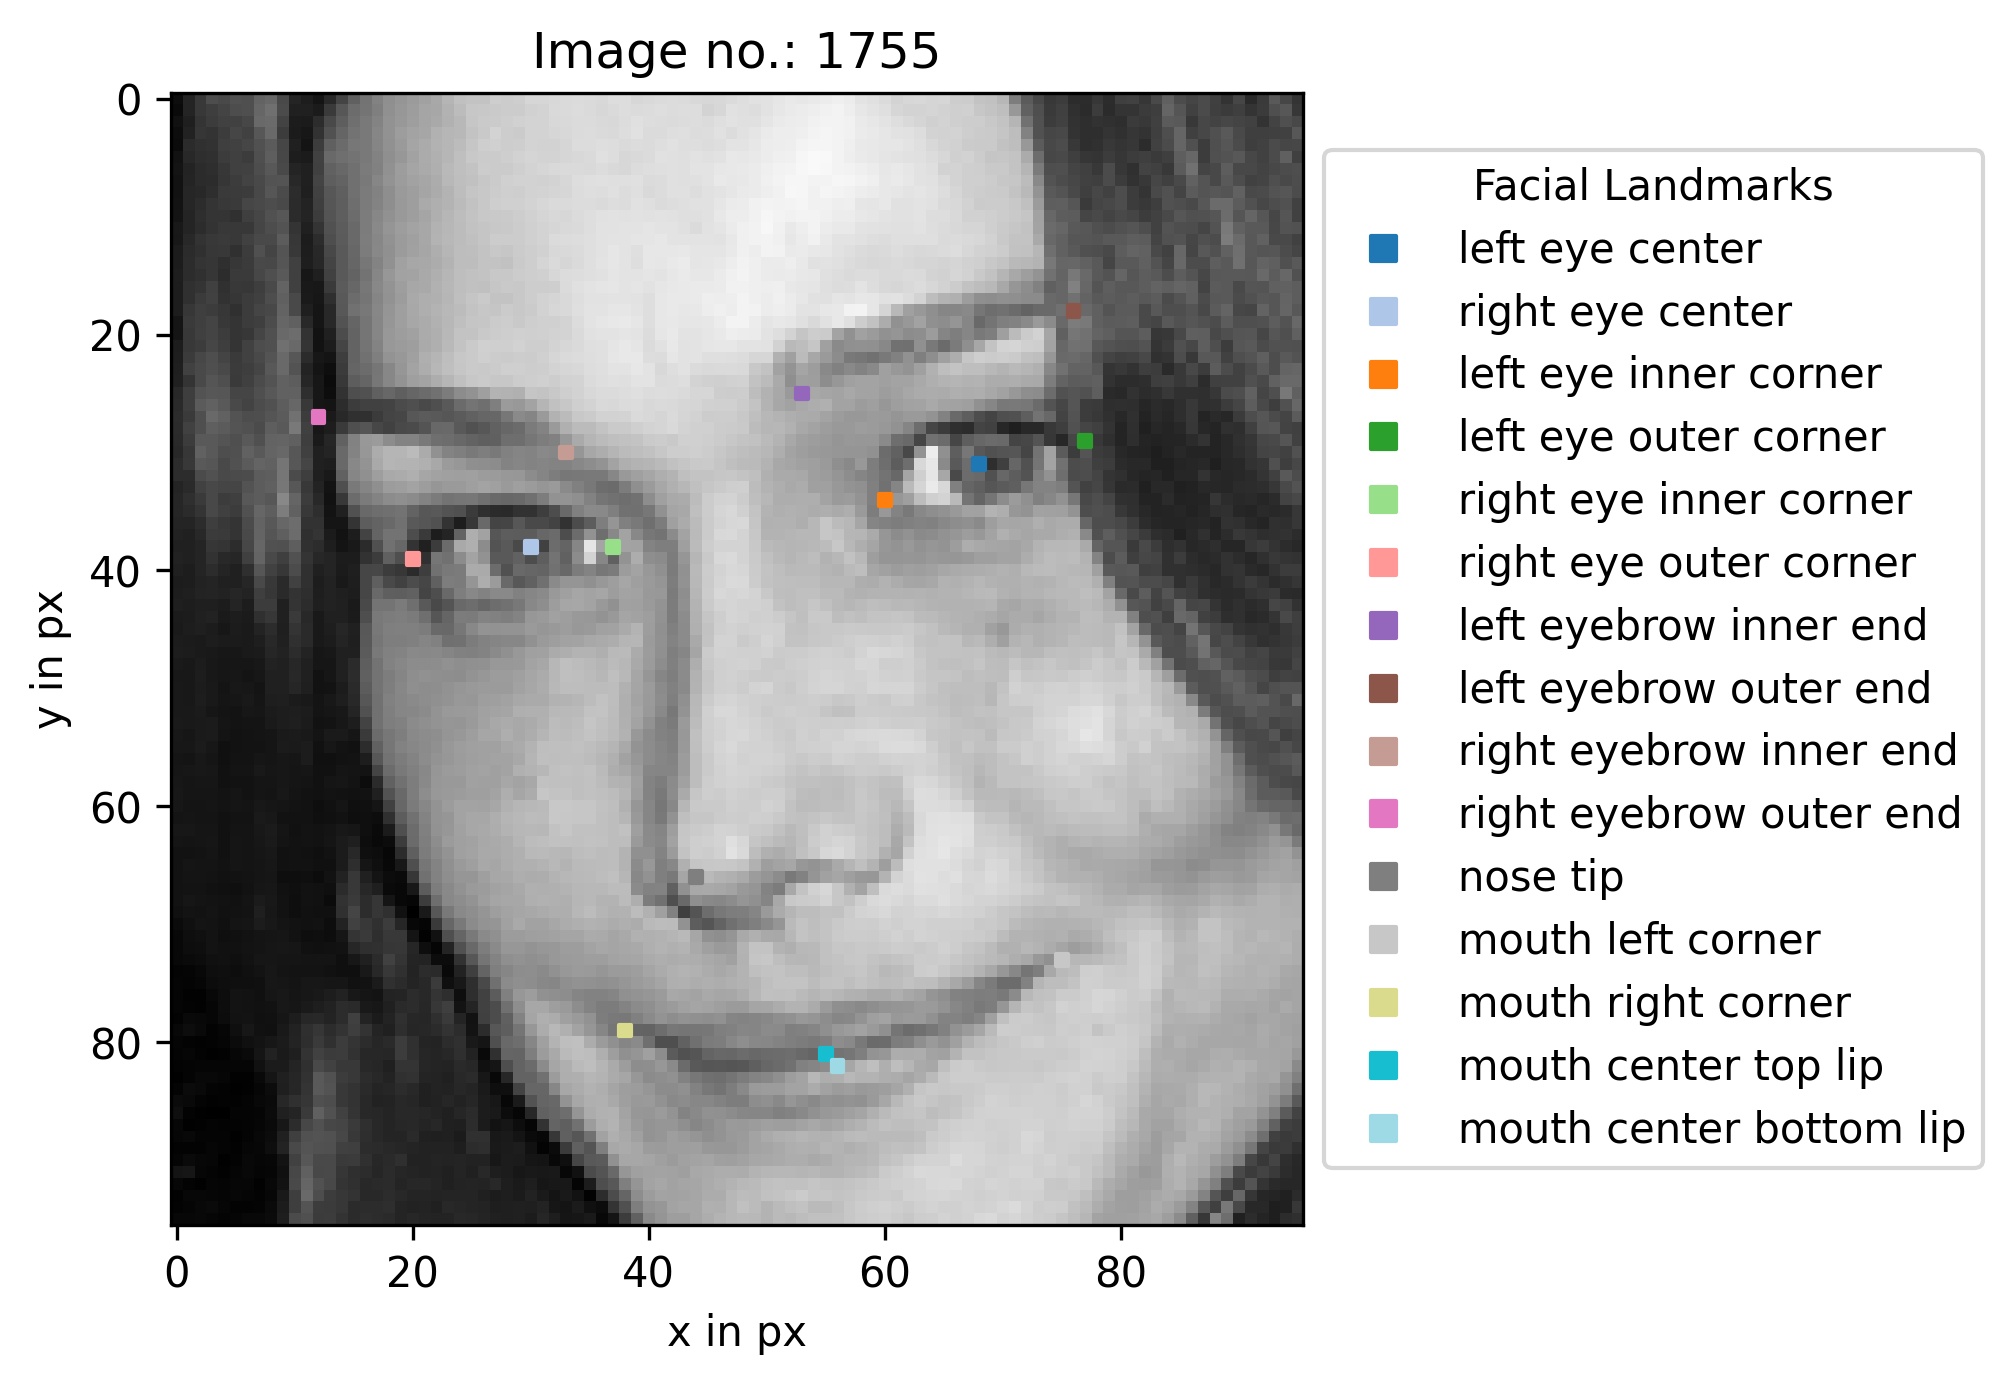 Image no.: 1755
0
20
40
60
80
y in px
0 20 40 60 80
x in px
Facial Landmarks
left eye center
right eye center
left eye inner corner
left eye outer corner
right eye inner corner
right eye outer corner
left eyebrow inner end
left eyebrow outer end
right eyebrow inner end
right eyebrow outer end
nose tip
mouth left corner
mouth right corner
mouth center top lip
mouth center bottom lip